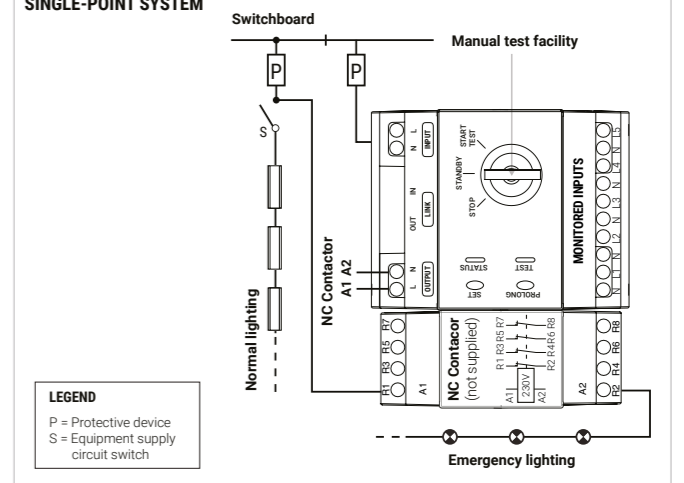 SINGLE-POINT SYSTEM
Switchboard
Manual test facility
P
P
S
Normal lighting
NC Contactor
A1 A2
L
N
INPUT
IN
OUT
LINK
N
L
OUTPUT
START
TEST
STANDBY
STOP
STATUS
TEST
SET
PROLONG
MONITORED INPUTS
L5
N
L4
N
L3
N
L2
N
L1
N
R7
R5
R3
R1
A1
NC Contacor
(not supplied)
R1 R3 R5 R7
R2 R4 R6 R8
A1
230V
A2
A2
R8
R6
R4
R2
Emergency lighting
LEGEND
P = Protective device
S = Equipment supply
circuit switch